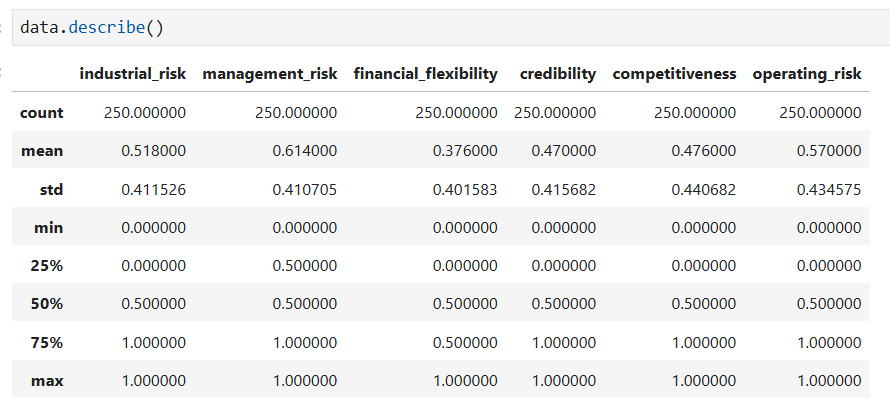 data.describe()
industrial_risk management_risk financial_flexibility credibility competitiveness operating_risk
count 250.000000 250.000000 250.000000 250.000000 250.000000 250.000000
mean 0.518000 0.614000 0.376000 0.470000 0.476000 0.570000
std 0.411526 0.410705 0.401583 0.415682 0.440682 0.434575
min 0.000000 0.000000 0.000000 0.000000 0.000000 0.000000
25% 0.000000 0.500000 0.000000 0.000000 0.000000 0.000000
50% 0.500000 0.500000 0.500000 0.500000 0.500000 0.500000
75% 1.000000 1.000000 0.500000 1.000000 1.000000 1.000000
max 1.000000 1.000000 1.000000 1.000000 1.000000 1.000000